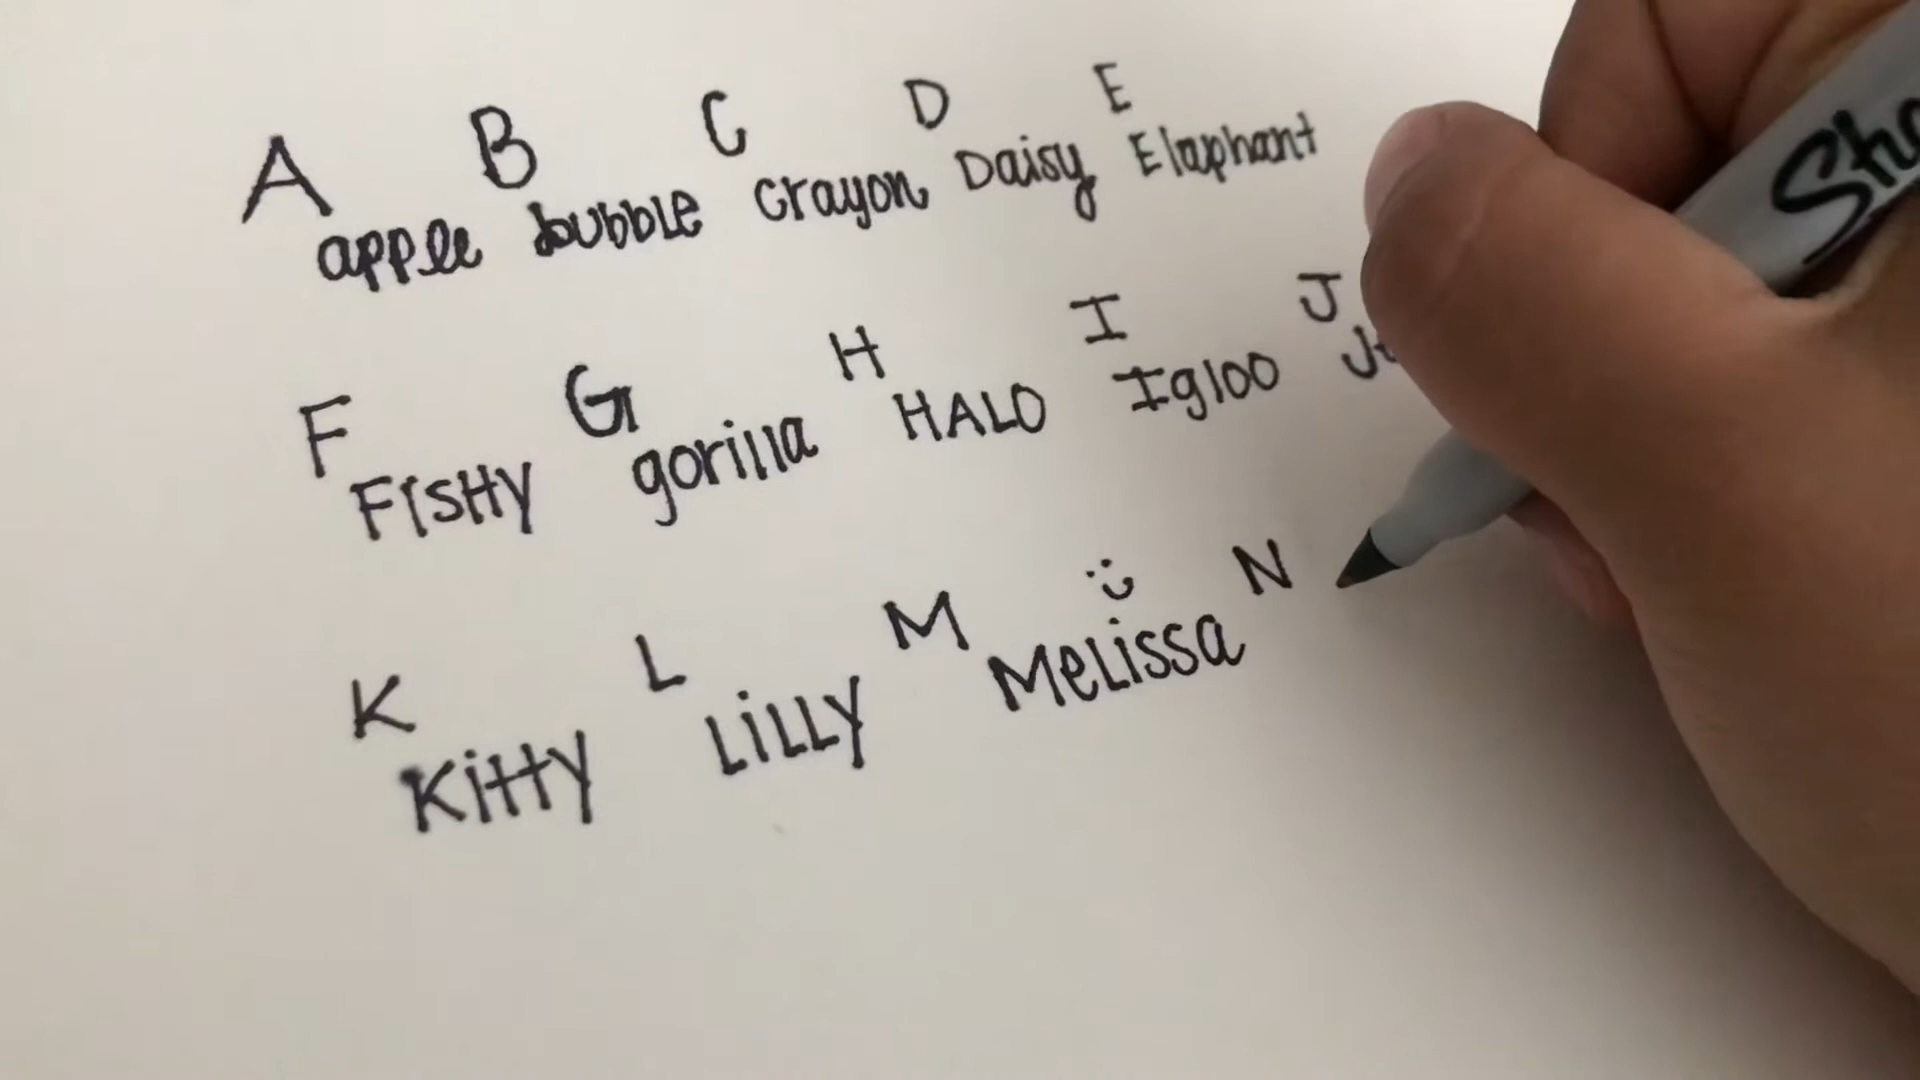 A B C D E
apple bubble crayon Daisy Elaphant
F G H I J
FISHY gorilla HALO Igloo
K L M :) N
Kitty LiLLY MeLissa